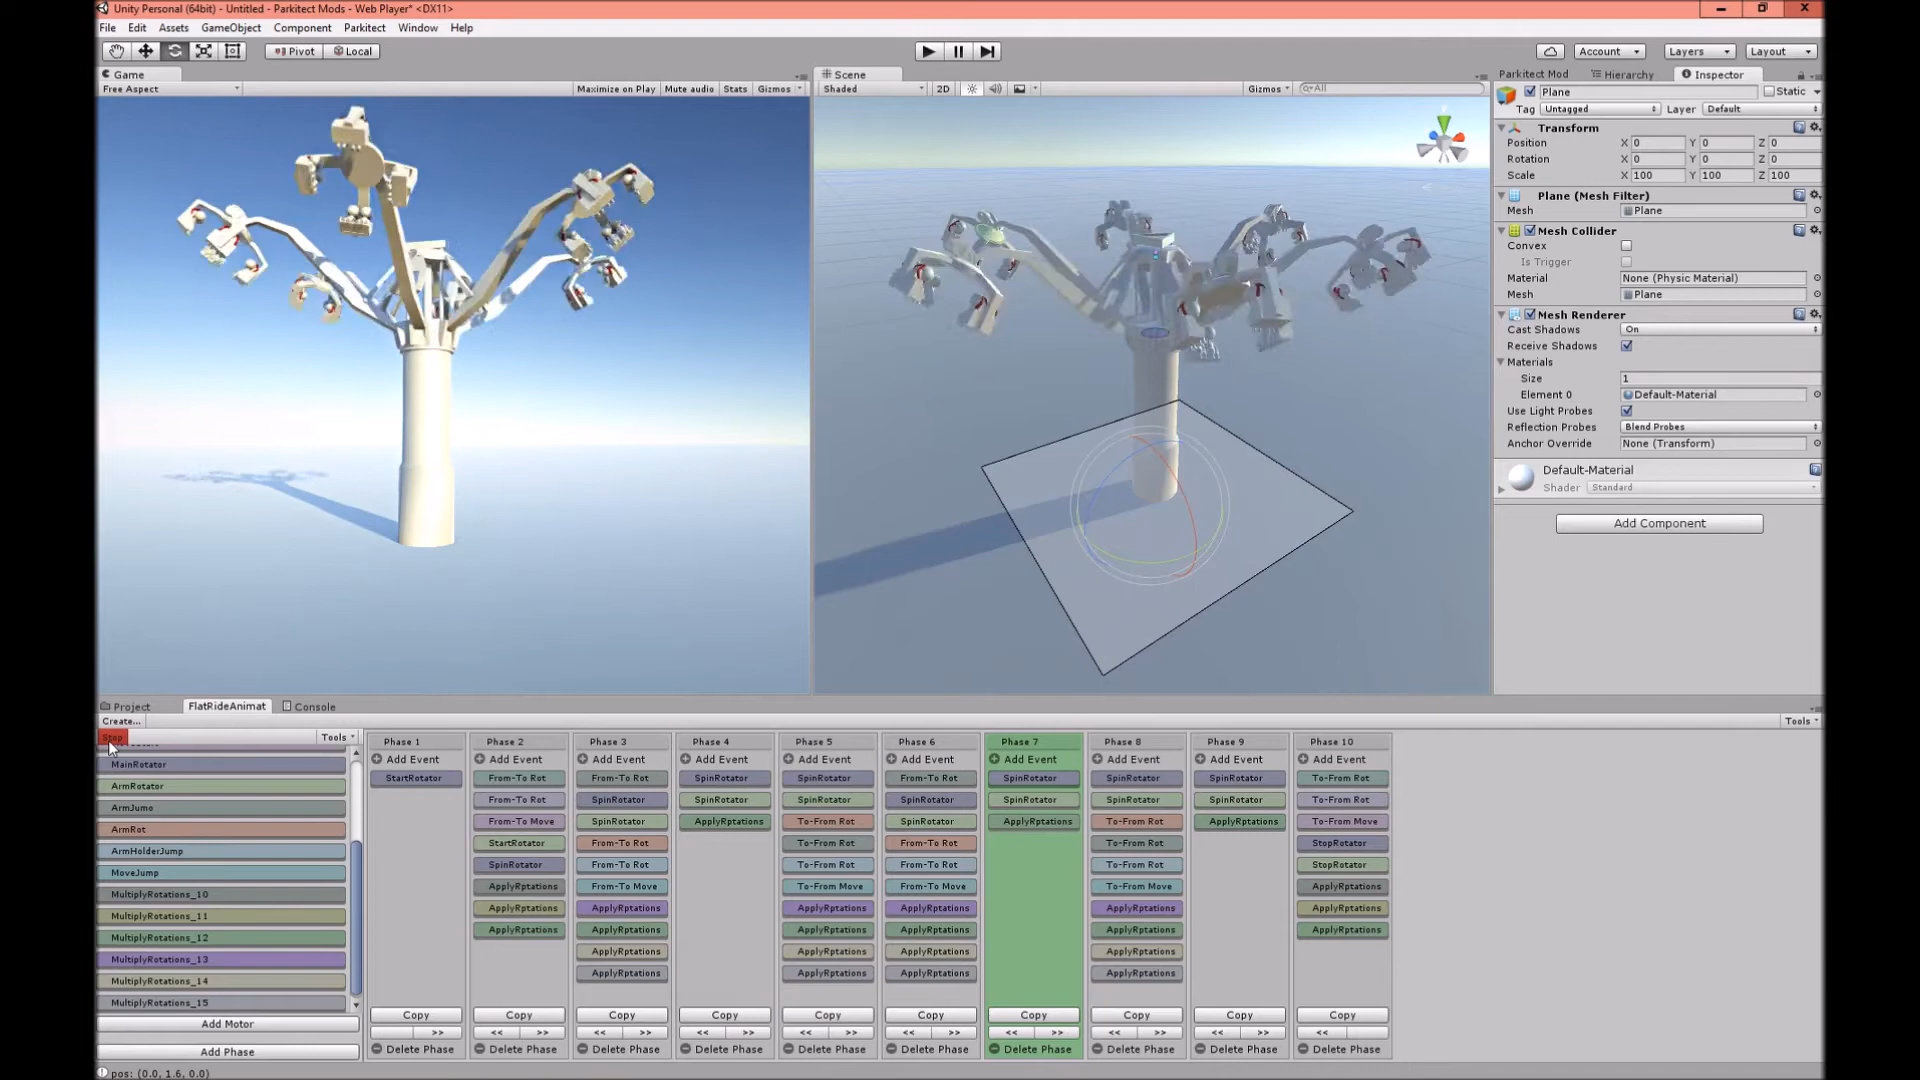 Unity Personal (64bit) - Untitled - Parkitect Mods - Web Player* <DX11>
File Edit Assets GameObject Component Parkitect Window Help
Pivot Local
Account Layers Layout
Game
Free Aspect
Maximize on Play Mute audio Stats Gizmos
Scene
Shaded 2D Gizmos All
Parkitect Mod Hierarchy Inspector
Plane Static
Tag Untagged Layer Default
Transform
Position X 0 Y 0 Z 0
Rotation X 0 Y 0 Z 0
Scale X 100 Y 100 Z 100
Plane (Mesh Filter)
Mesh Plane
Mesh Collider
Convex
Is Trigger
Material None (Physic Material)
Mesh Plane
Mesh Renderer
Cast Shadows On
Receive Shadows
Materials
Size 1
Element 0 Default-Material
Use Light Probes
Reflection Probes Blend Probes
Anchor Override None (Transform)
Default-Material
Shader Standard
Add Component
Project FlatRideAnimat Console
Create... Tools
Stop Tools
MainRotator
ArmRotator
ArmJump
ArmRot
ArmHolderJump
MoveJump
MultiplyRotations_10
MultiplyRotations_11
MultiplyRotations_12
MultiplyRotations_13
MultiplyRotations_14
MultiplyRotations_15
Add Motor
Add Phase
Phase 1
Add Event
StartRotator
Copy
>>
Delete Phase
Phase 2
Add Event
From-To Rot
From-To Rot
From-To Move
StartRotator
SpinRotator
ApplyRptations
ApplyRptations
ApplyRptations
Copy
<< >>
Delete Phase
Phase 3
Add Event
From-To Rot
SpinRotator
SpinRotator
From-To Rot
From-To Rot
From-To Move
ApplyRptations
ApplyRptations
ApplyRptations
ApplyRptations
Copy
<< >>
Delete Phase
Phase 4
Add Event
SpinRotator
SpinRotator
ApplyRptations
Copy
<< >>
Delete Phase
Phase 5
Add Event
SpinRotator
SpinRotator
To-From Rot
To-From Rot
To-From Rot
To-From Move
ApplyRptations
ApplyRptations
ApplyRptations
ApplyRptations
Copy
<< >>
Delete Phase
Phase 6
Add Event
From-To Rot
SpinRotator
SpinRotator
From-To Rot
From-To Rot
From-To Move
ApplyRptations
ApplyRptations
ApplyRptations
ApplyRptations
Copy
<< >>
Delete Phase
Phase 7
Add Event
SpinRotator
SpinRotator
ApplyRptations
Copy
<< >>
Delete Phase
Phase 8
Add Event
SpinRotator
SpinRotator
To-From Rot
To-From Rot
To-From Rot
To-From Move
ApplyRptations
ApplyRptations
ApplyRptations
ApplyRptations
Copy
<< >>
Delete Phase
Phase 9
Add Event
SpinRotator
SpinRotator
ApplyRptations
Copy
<< >>
Delete Phase
Phase 10
Add Event
To-From Rot
To-From Rot
To-From Move
StopRotator
StopRotator
ApplyRptations
ApplyRptations
ApplyRptations
Copy
<<
Delete Phase
pos: (0.0, 1.6, 0.0)